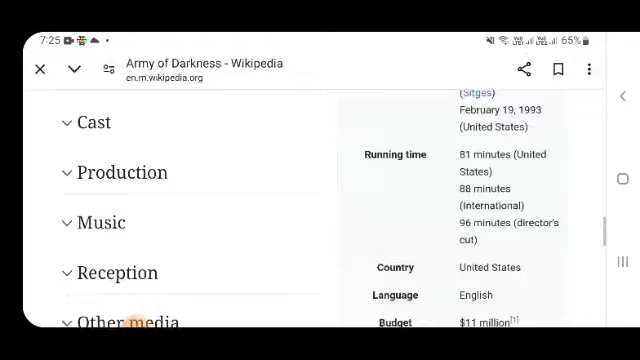 7:25
65%
Army of Darkness - Wikipedia
en.m.wikipedia.org
Cast
Production
Music
Reception
Other media
(Sitges)
February 19, 1993
(United States)
Running time
81 minutes (United
States)
88 minutes
(International)
96 minutes (director's
cut)
Country
United States
Language
English
Budget
$11 million[1]